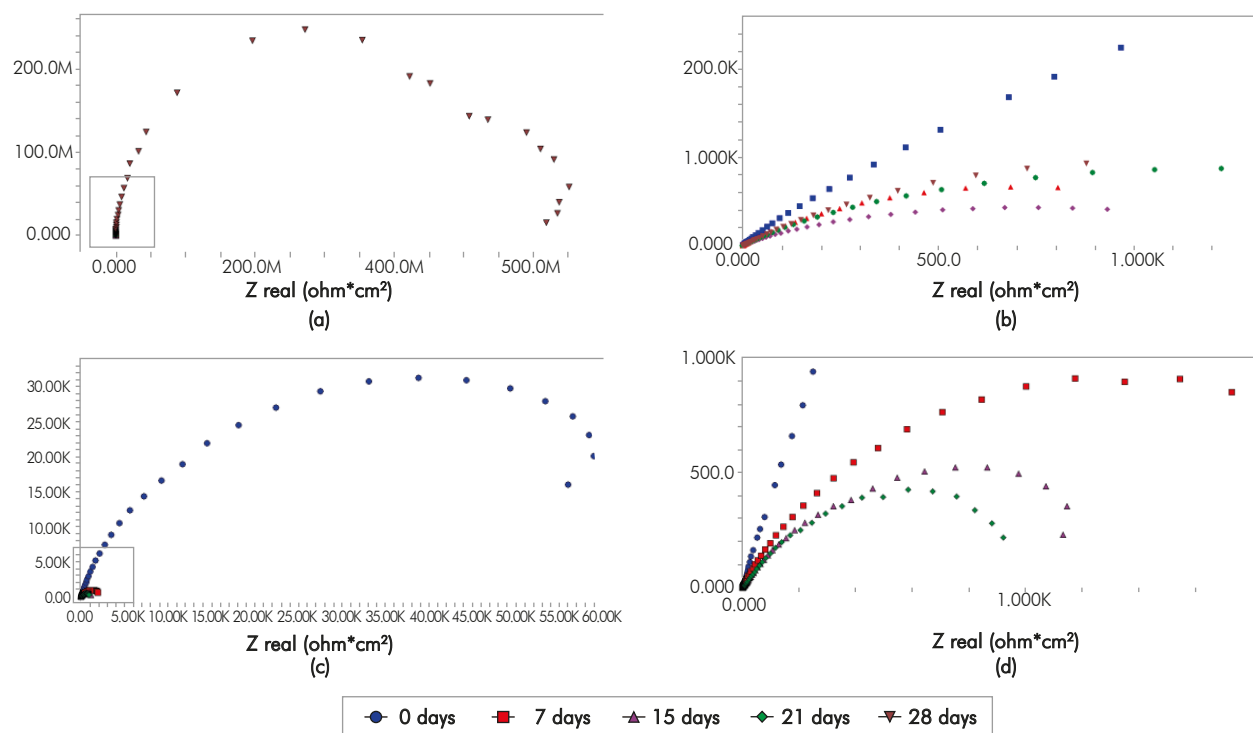 200.0M
100.0M
0.000
0.000 200.0M 400.0M 500.0M
Z real (ohm*cm²)
(a)
200.0K
1.000K
0.000
0.000 500.0 1.000K
Z real (ohm*cm²)
(b)
30.00K
25.00K
20.00K
15.00K
10.00K
5.00K
0.00
0.00 5.00K 10.00K 15.00K 20.00K 25.00K 30.00K 35.00K 40.00K 45.00K 50.00K 55.00K 60.00K
Z real (ohm*cm²)
(c)
1.000K
500.0
0.000
0.000 1.000K
Z real (ohm*cm²)
(d)
0 days 7 days 15 days 21 days 28 days